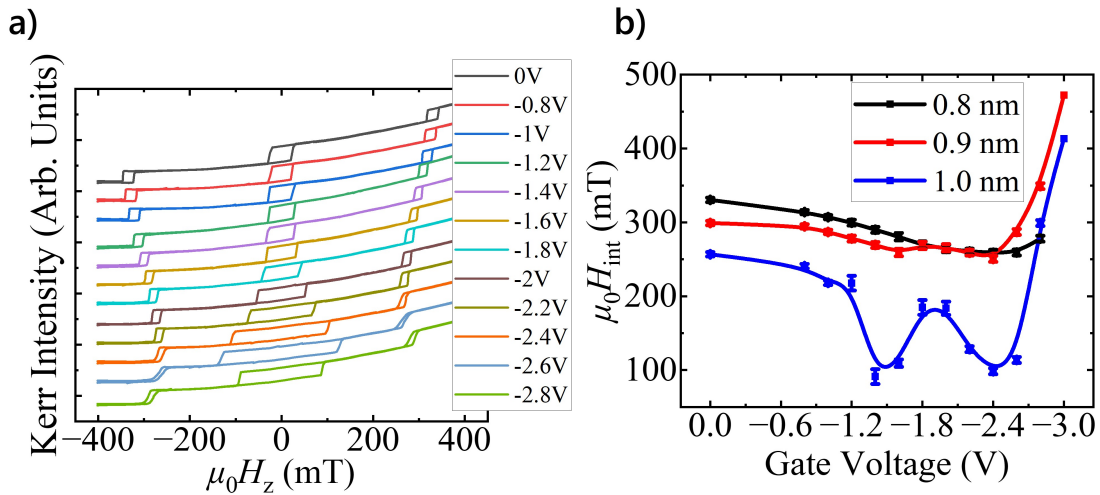 a)
Kerr Intensity (Arb. Units)
0V
-0.8V
-1V
-1.2V
-1.4V
-1.6V
-1.8V
-2V
-2.2V
-2.4V
-2.6V
-2.8V
−400 −200 0 200 400
μ₀Hz (mT)
b)
μ₀Hint (mT)
500
400
300
200
100
0.8 nm
0.9 nm
1.0 nm
0.0 −0.6 −1.2 −1.8 −2.4 −3.0
Gate Voltage (V)